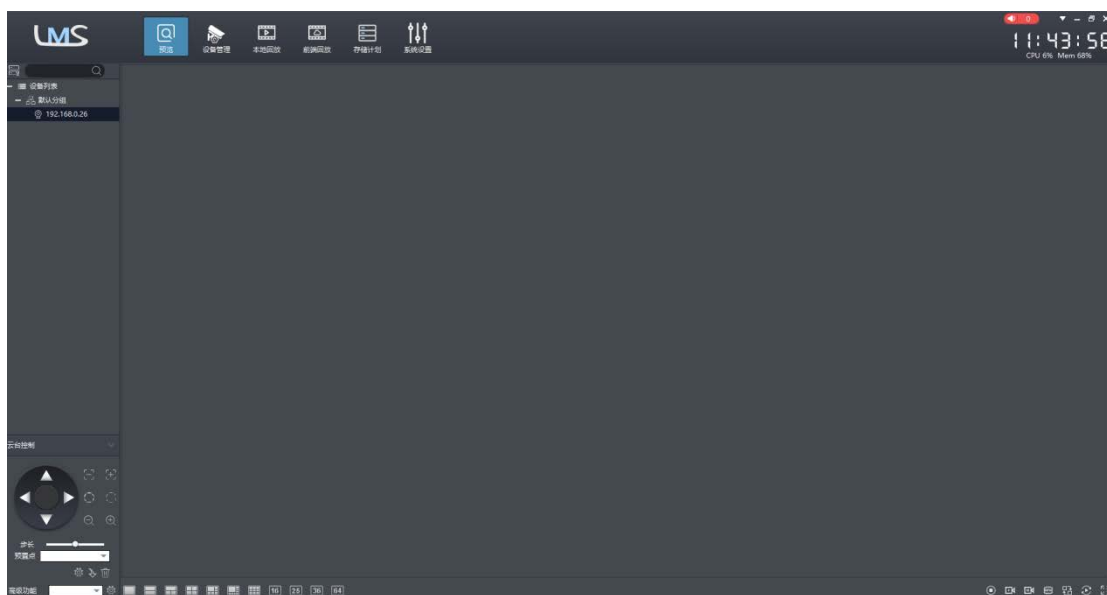 LMS
预览 设备管理 本地回放 前端回放 存储计划 系统设置
0
11:43:58
CPU 6% Mem 68%
设备列表
默认分组
192.168.0.26
云台控制
步长
预置点
高级功能
16 25 36 64